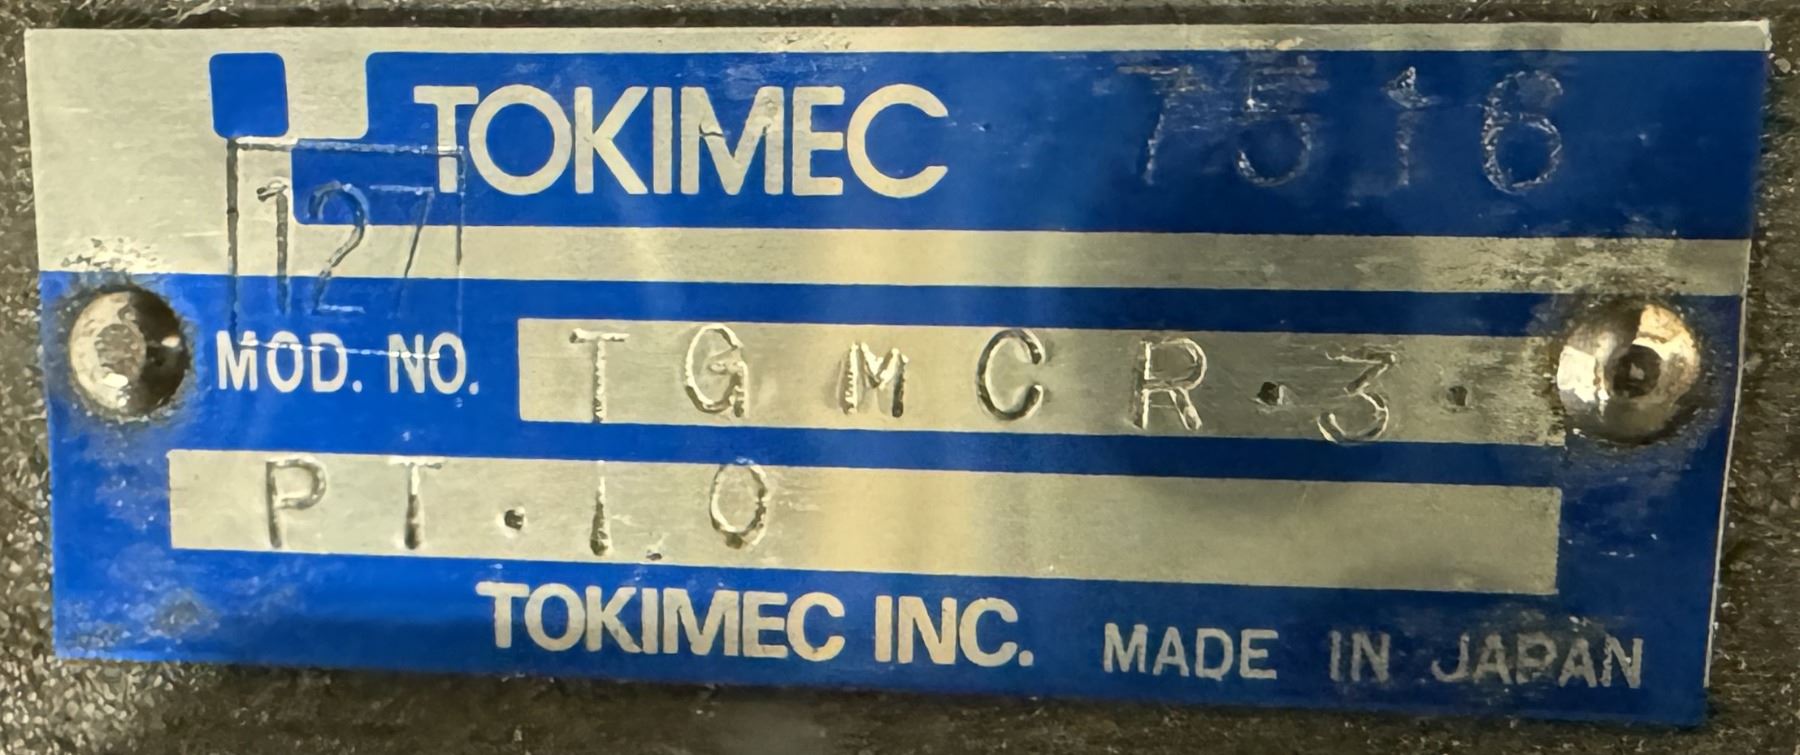 TOKIMEC 7516
127
MOD. NO. TGMCR·3·
PT·1.0
TOKIMEC INC. MADE IN JAPAN